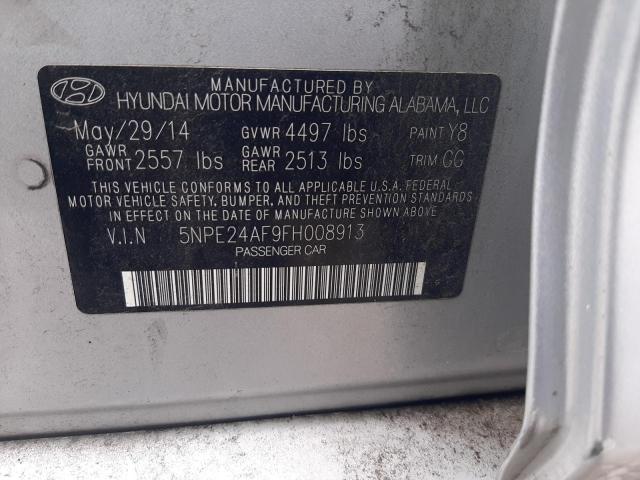 MANUFACTURED BY
HYUNDAI MOTOR MANUFACTURING ALABAMA, LLC
May/29/14 GVWR 4497 lbs PAINT Y8
GAWR FRONT 2557 lbs GAWR REAR 2513 lbs TRIM GG
THIS VEHICLE CONFORMS TO ALL APPLICABLE U.S.A. FEDERAL
MOTOR VEHICLE SAFETY, BUMPER, AND THEFT PREVENTION STANDARDS
IN EFFECT ON THE DATE OF MANUFACTURE SHOWN ABOVE.
V.I.N 5NPE24AF9FH008913
PASSENGER CAR